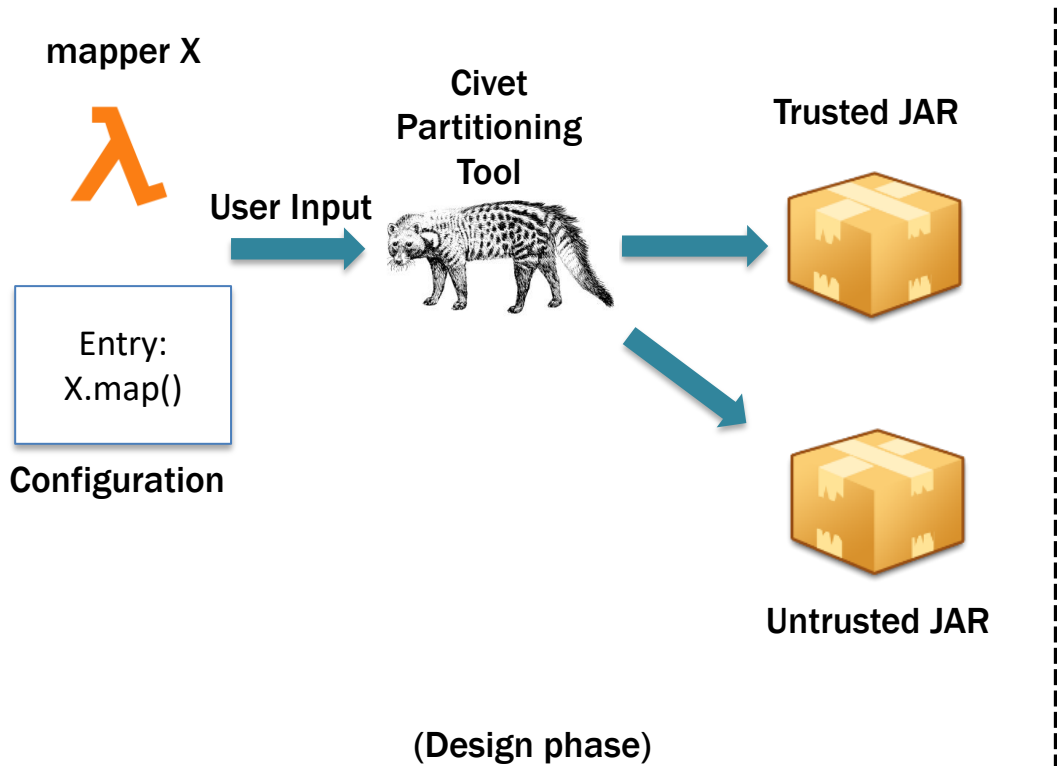 mapper X
λ
User Input
Entry:
X.map()
Configuration
Civet
Partitioning
Tool
Trusted JAR
Untrusted JAR
(Design phase)